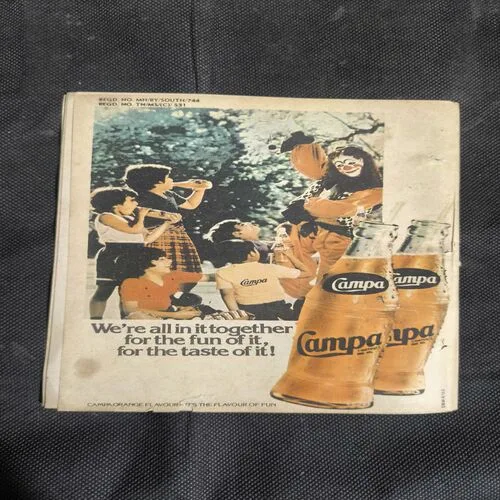 REGD. NO. MH/BY/SOUTH/744
REGD. NO. TN/MS/(C)/531
CAMPA
Campa
Campa
Campa
ampa
We're all in it together
for the fun of it,
for the taste of it!
CAMPA ORANGE FLAVOUR-IT'S THE FLAVOUR OF FUN